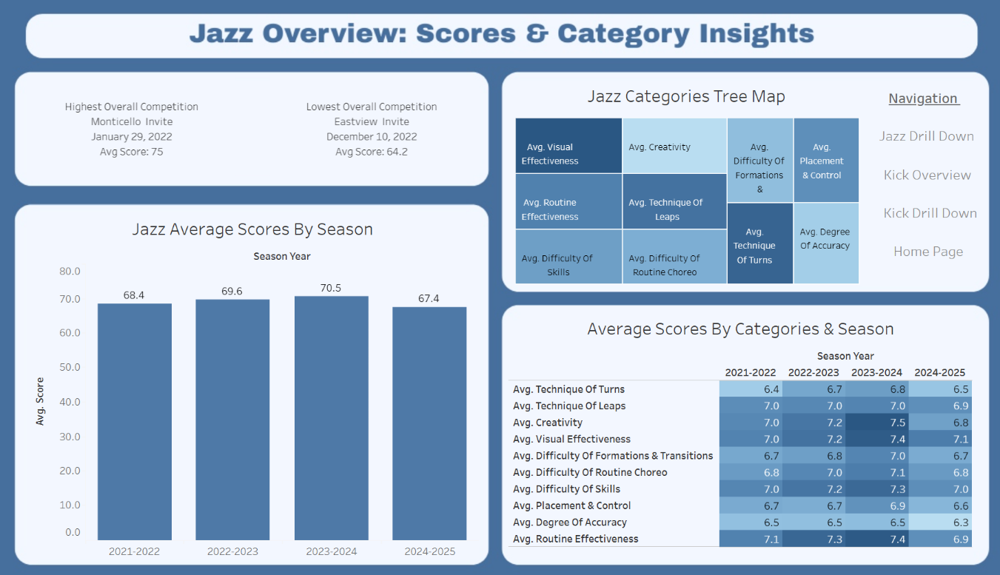 Jazz Overview: Scores & Category Insights
Highest Overall Competition
Monticello Invite
January 29, 2022
Avg Score: 75
Lowest Overall Competition
Eastview Invite
December 10, 2022
Avg Score: 64.2
Jazz Average Scores By Season
Season Year
Avg. Score
80.0
70.0
60.0
50.0
40.0
30.0
20.0
10.0
0.0
68.4
69.6
70.5
67.4
2021-2022
2022-2023
2023-2024
2024-2025
Jazz Categories Tree Map
Avg. Visual
Effectiveness
Avg. Creativity
Avg.
Difficulty Of
Formations
&
Avg.
Placement
& Control
Avg. Routine
Effectiveness
Avg. Technique Of
Leaps
Avg. Difficulty Of
Skills
Avg. Difficulty Of
Routine Choreo
Avg.
Technique
Of Turns
Avg. Degree
Of Accuracy
Navigation
Jazz Drill Down
Kick Overview
Kick Drill Down
Home Page
Average Scores By Categories & Season
Season Year
2021-2022 2022-2023 2023-2024 2024-2025
Avg. Technique Of Turns 6.4 6.7 6.8 6.5
Avg. Technique Of Leaps 7.0 7.0 7.0 6.9
Avg. Creativity 7.0 7.2 7.5 6.8
Avg. Visual Effectiveness 7.0 7.2 7.4 7.1
Avg. Difficulty Of Formations & Transitions 6.7 6.8 7.0 6.7
Avg. Difficulty Of Routine Choreo 6.8 7.0 7.1 6.8
Avg. Difficulty Of Skills 7.0 7.2 7.3 7.0
Avg. Placement & Control 6.7 6.7 6.9 6.6
Avg. Degree Of Accuracy 6.5 6.5 6.5 6.3
Avg. Routine Effectiveness 7.1 7.3 7.4 6.9